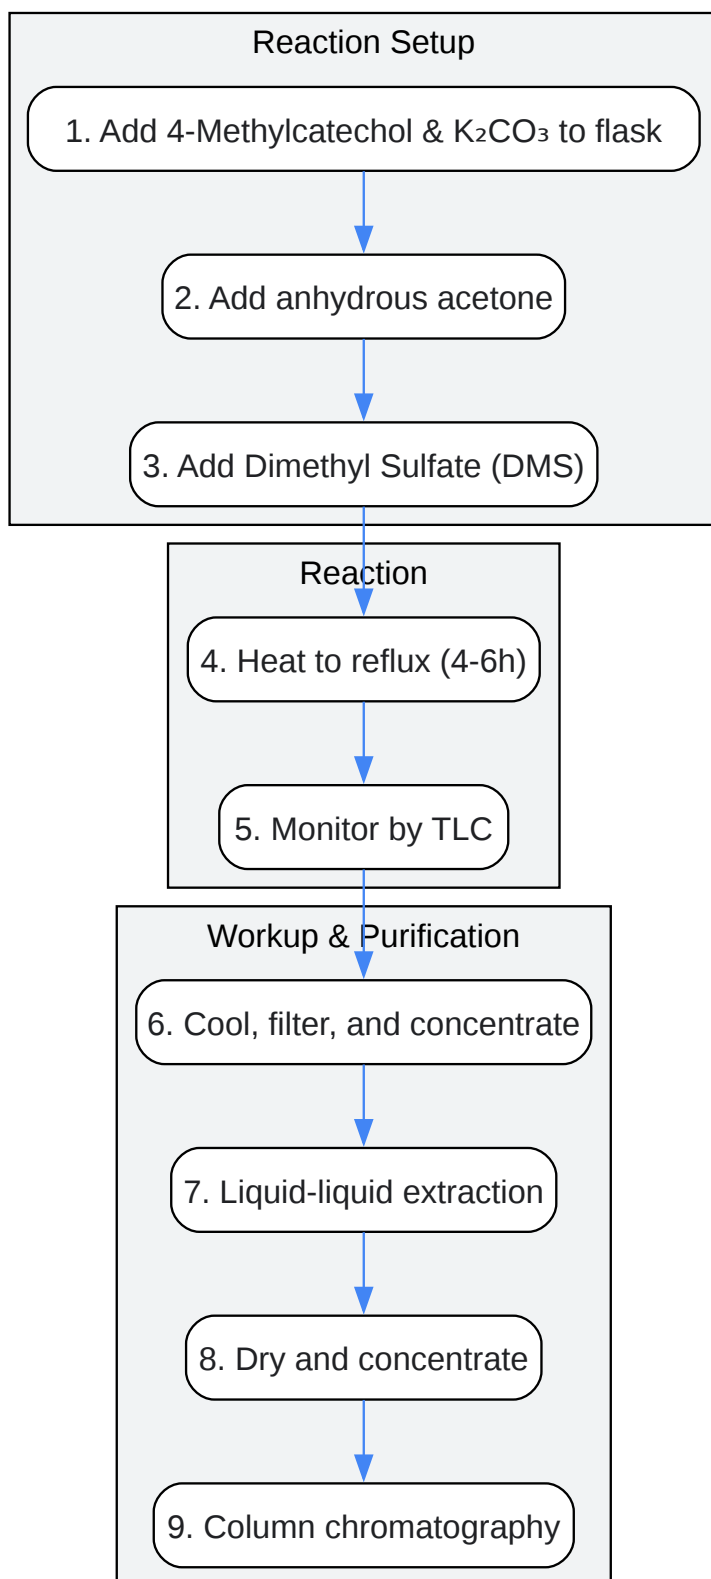 Reaction Setup
1. Add 4-Methylcatechol & K₂CO₃ to flask
2. Add anhydrous acetone
3. Add Dimethyl Sulfate (DMS)
Reaction
4. Heat to reflux (4-6h)
5. Monitor by TLC
Workup & Purification
6. Cool, filter, and concentrate
7. Liquid-liquid extraction
8. Dry and concentrate
9. Column chromatography